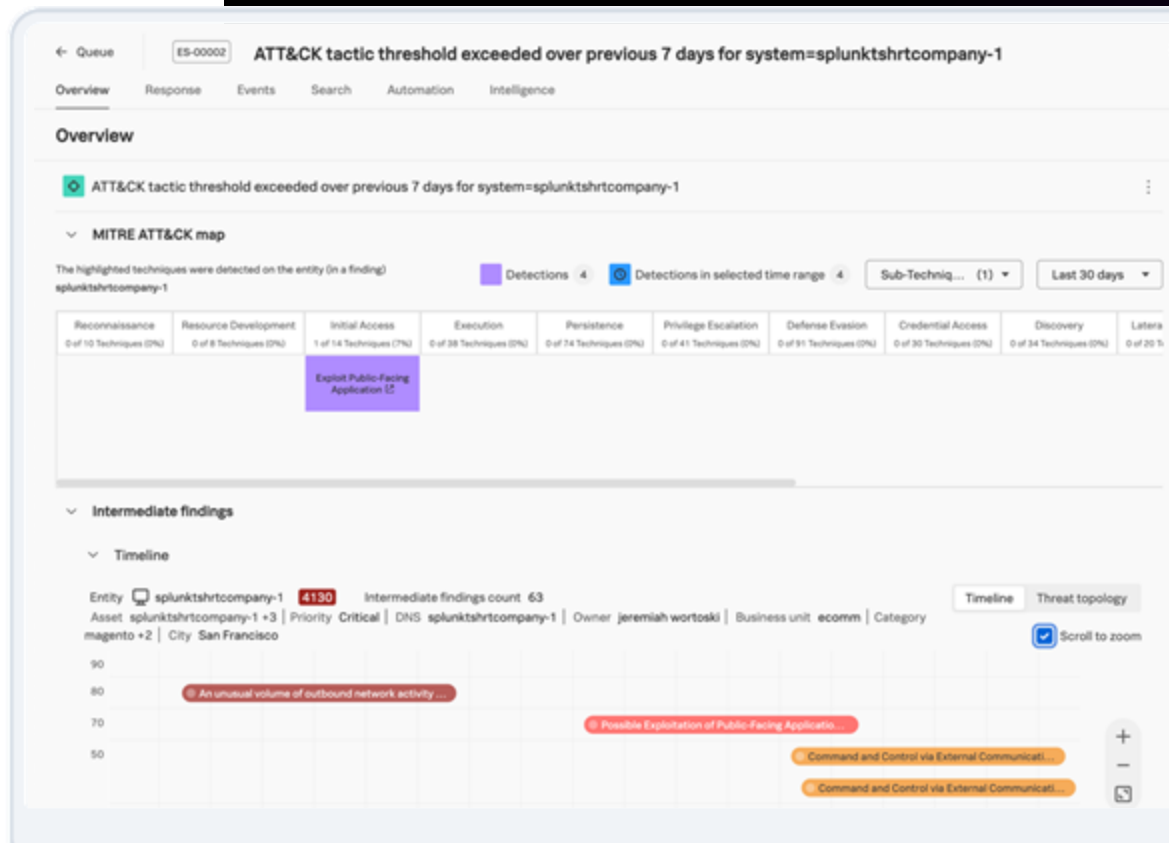 ← Queue
ES-00002
ATT&CK tactic threshold exceeded over previous 7 days for system=splunktshrtcompany-1
Overview Response Events Search Automation Intelligence
Overview
ATT&CK tactic threshold exceeded over previous 7 days for system=splunktshrtcompany-1
MITRE ATT&CK map
The highlighted techniques were detected on the entity (in a finding)
splunktshrtcompany-1
Detections 4
Detections in selected time range 4
Sub-Techniq... (1)
Last 30 days
Reconnaissance
0 of 10 Techniques (0%)
Resource Development
0 of 8 Techniques (0%)
Initial Access
1 of 14 Techniques (7%)
Execution
0 of 38 Techniques (0%)
Persistence
0 of 74 Techniques (0%)
Privilege Escalation
0 of 41 Techniques (0%)
Defense Evasion
0 of 91 Techniques (0%)
Credential Access
0 of 30 Techniques (0%)
Discovery
0 of 34 Techniques (0%)
Latera
0 of 20 T
Exploit Public-Facing
Application
Intermediate findings
Timeline
Entity splunktshrtcompany-1 4130 Intermediate findings count 63
Asset splunktshrtcompany-1 +3 | Priority Critical | DNS splunktshrtcompany-1 | Owner jeremiah wortoski | Business unit ecomm | Category
magento +2 | City San Francisco
Timeline Threat topology
Scroll to zoom
90
80
An unusual volume of outbound network activity ...
70
Possible Exploitation of Public-Facing Applicatio...
50
Command and Control via External Communicati...
Command and Control via External Communicati...